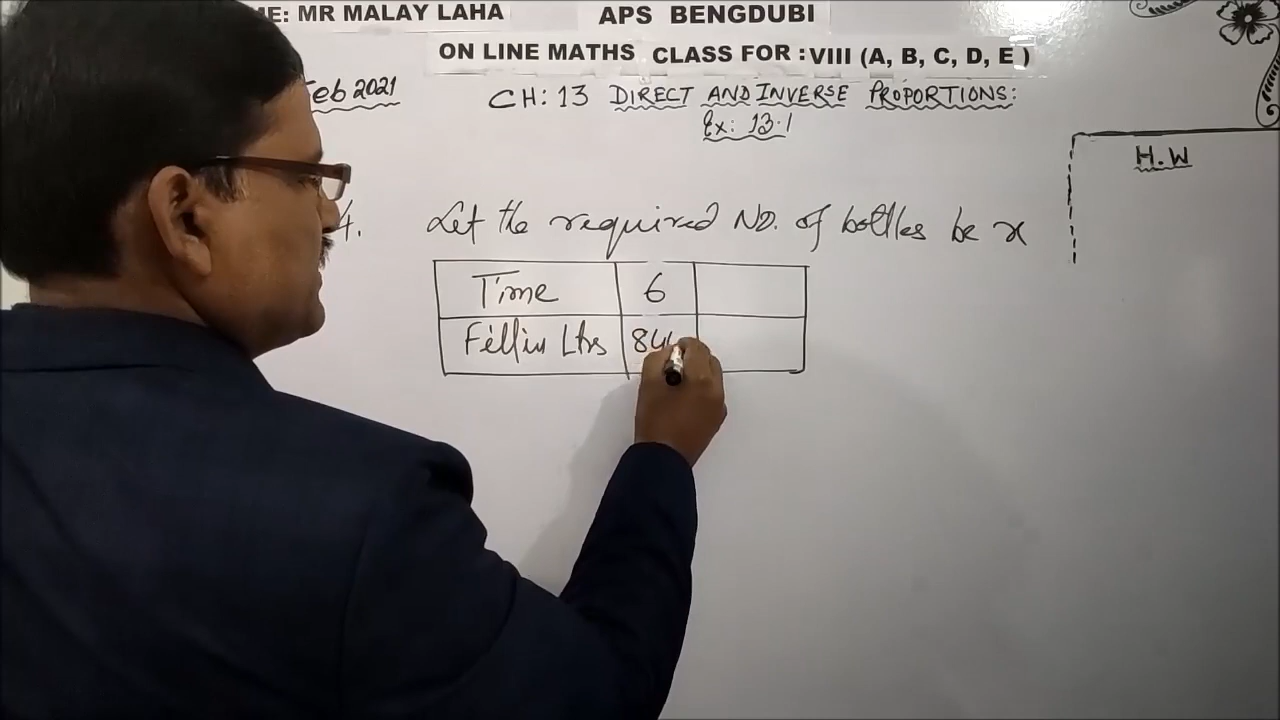 E: MR MALAY LAHA APS BENGDUBI
ON LINE MATHS CLASS FOR : VIII (A, B, C, D, E )
Feb 2021 CH: 13 DIRECT AND INVERSE PROPORTIONS:
Ex: 13.1
H.W
4. Let the required NO. of bottles be x
Time 6
Fillin Ltrs 84